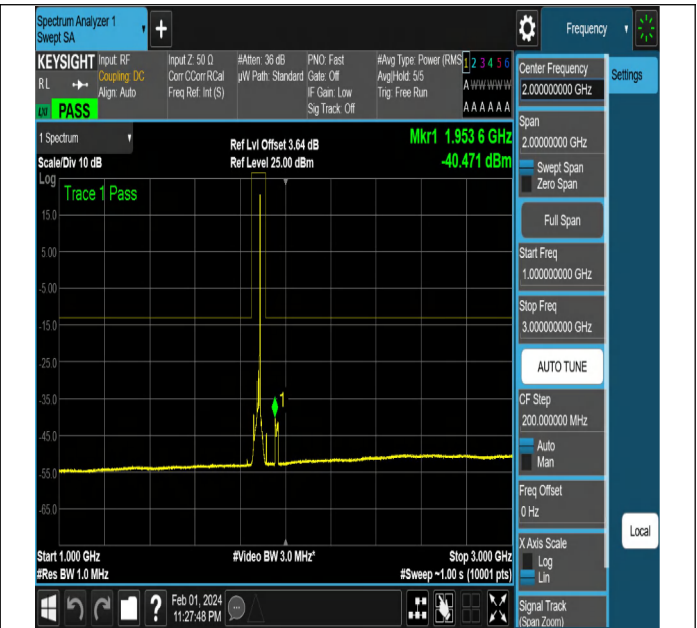 Spectrum Analyzer 1
Swept SA
+
Frequency
KEYSIGHT
R L
PASS
Input: RF
Coupling: DC
Align: Auto
Input Z: 50 Ω
Corr CCorr RCal
Freq Ref: Int (S)
#Atten: 36 dB
µW Path: Standard
PNO: Fast
Gate: Off
IF Gain: Low
Sig Track: Off
#Avg Type: Power (RMS
Avg|Hold: 5/5
Trig: Free Run
1 2 3 4 5 6
A W W W W W
A A A A A A
1 Spectrum
Scale/Div 10 dB
Ref Lvl Offset 3.64 dB
Ref Level 25.00 dBm
Mkr1 1.953 6 GHz
-40.471 dBm
Log
Trace 1 Pass
15.0
5.00
-5.00
-15.0
-25.0
-35.0
-45.0
-55.0
-65.0
1
Start 1.000 GHz
#Res BW 1.0 MHz
#Video BW 3.0 MHz*
Stop 3.000 GHz
#Sweep ~1.00 s (10001 pts)
Center Frequency
2.000000000 GHz
Settings
Span
2.00000000 GHz
Swept Span
Zero Span
Full Span
Start Freq
1.000000000 GHz
Stop Freq
3.000000000 GHz
AUTO TUNE
CF Step
200.000000 MHz
Auto
Man
Freq Offset
0 Hz
X Axis Scale
Log
Lin
Signal Track
(Span Zoom)
Local
?
Feb 01, 2024
11:27:48 PM